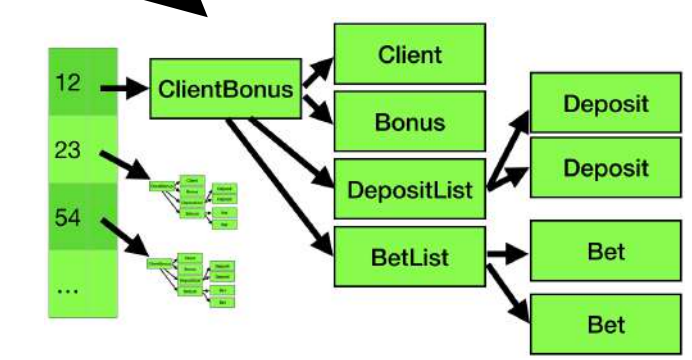 12
ClientBonus
Client
Bonus
DepositList
BetList
Deposit
Deposit
Bet
Bet
23
54
...